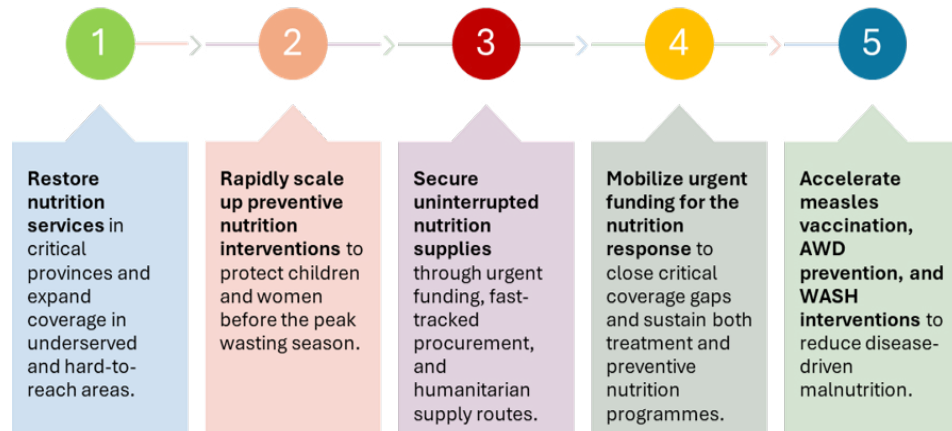 1
2
3
4
5
Restore
nutrition
services in
critical
provinces and
expand
coverage in
underserved
and hard-to-
reach areas.
Rapidly scale
up preventive
nutrition
interventions to
protect children
and women
before the peak
wasting season.
Secure
uninterrupted
nutrition
supplies
through urgent
funding, fast-
tracked
procurement,
and
humanitarian
supply routes.
Mobilize urgent
funding for the
nutrition
response to
close critical
coverage gaps
and sustain both
treatment and
preventive
nutrition
programmes.
Accelerate
measles
vaccination,
AWD
prevention, and
WASH
interventions to
reduce disease-
driven
malnutrition.